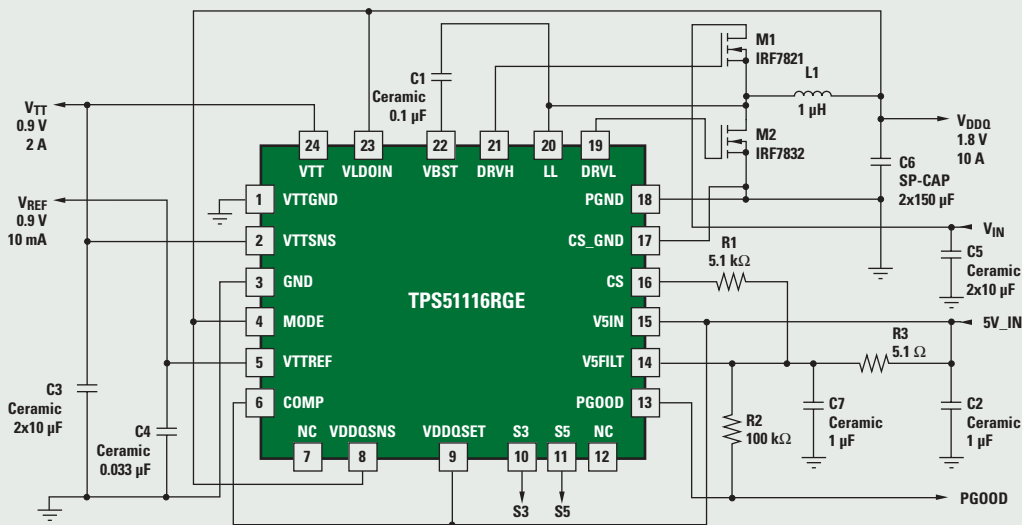 M1
IRF7821
L1
1 µH
C1
Ceramic
0.1 µF
VTT
0.9 V
2 A
VDDQ
1.8 V
10 A
M2
IRF7832
C6
SP-CAP
2x150 µF
24
23
22
21
20
19
VTT
VLDOIN
VBST
DRVH
LL
DRVL
VREF
0.9 V
10 mA
1
VTTGND
2
VTTSNS
3
GND
4
MODE
5
VTTREF
6
COMP
TPS51116RGE
PGND
18
CS_GND
17
CS
16
V5IN
15
V5FILT
14
PGOOD
13
R1
5.1 kΩ
VIN
C5
Ceramic
2x10 µF
5V_IN
R3
5.1 Ω
C3
Ceramic
2x10 µF
C4
Ceramic
0.033 µF
NC
VDDQSNS
VDDQSET
S3
S5
NC
7
8
9
10
11
12
S3
S5
R2
100 kΩ
C7
Ceramic
1 µF
C2
Ceramic
1 µF
PGOOD